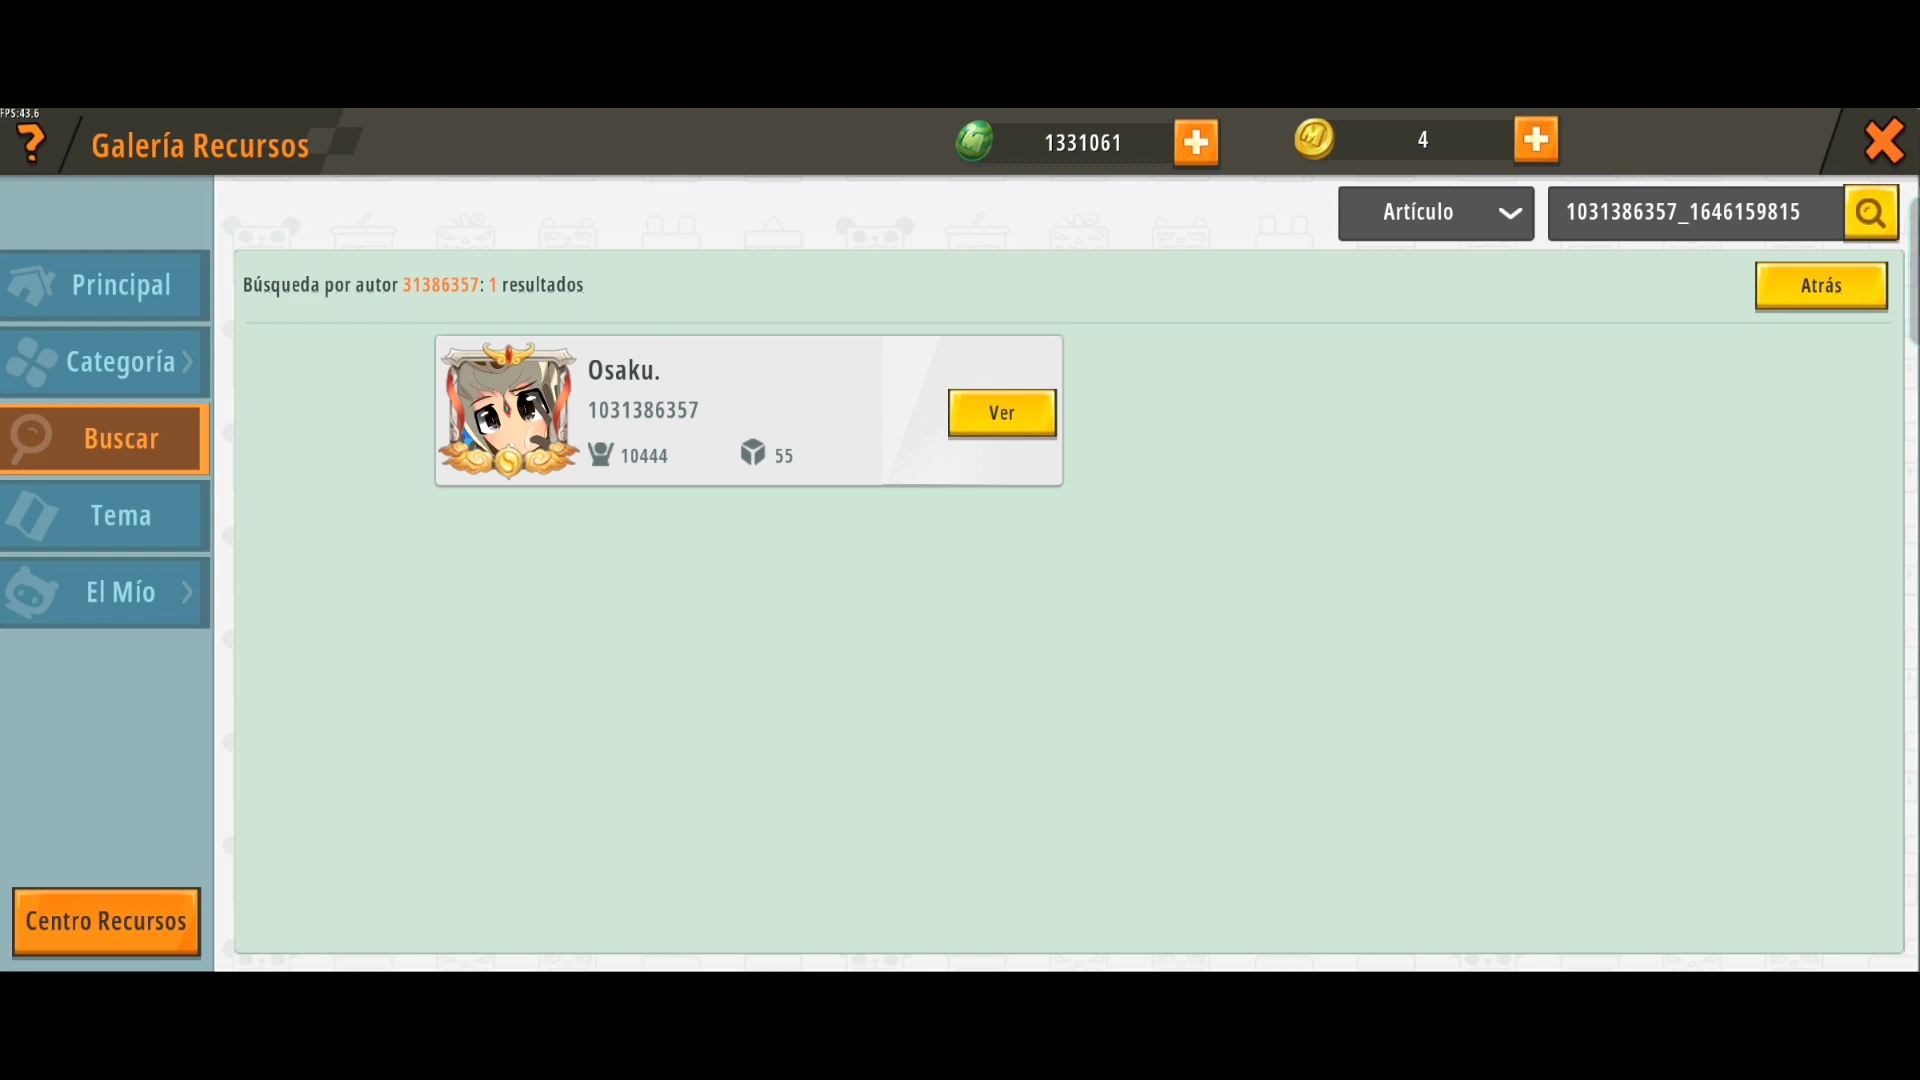 FPS:43.6
?
Galería Recursos
1331061
4
Artículo
1031386357_1646159815
Principal
Categoría
Buscar
Tema
El Mío
Centro Recursos
Búsqueda por autor 31386357: 1 resultados
Atrás
Osaku.
1031386357
10444
55
Ver